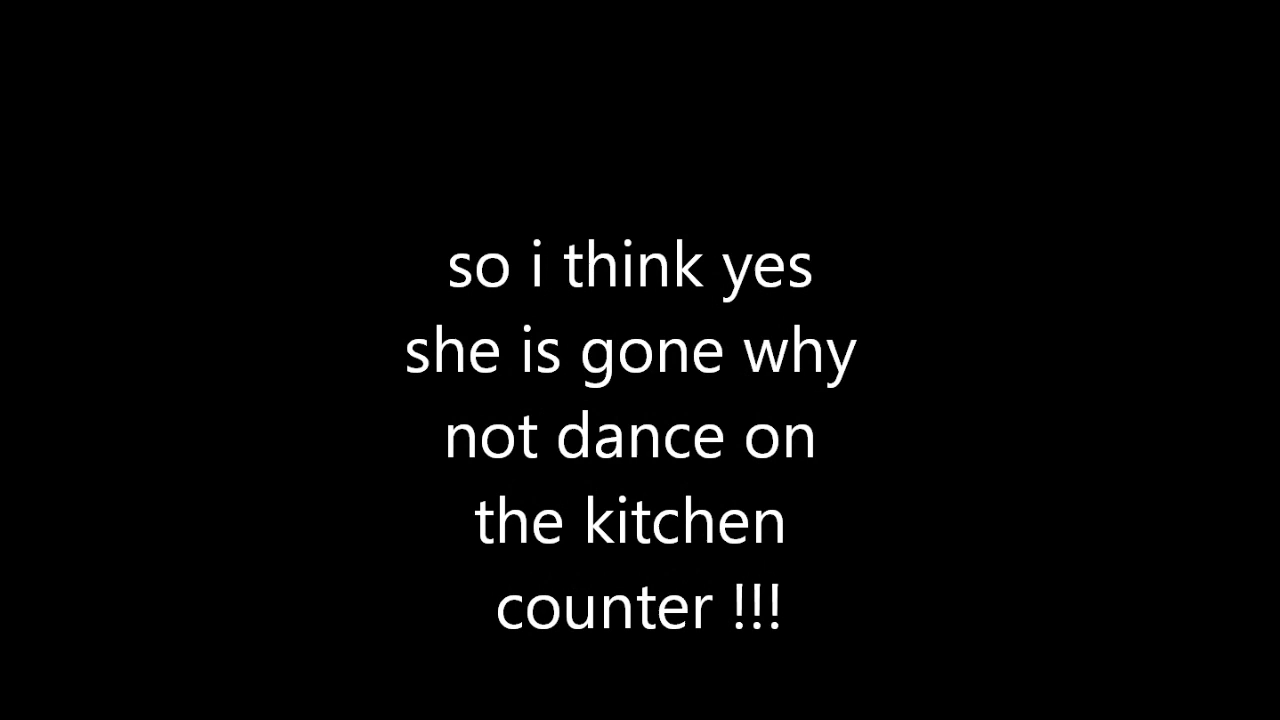 so i think yes
she is gone why
not dance on
the kitchen
counter !!!